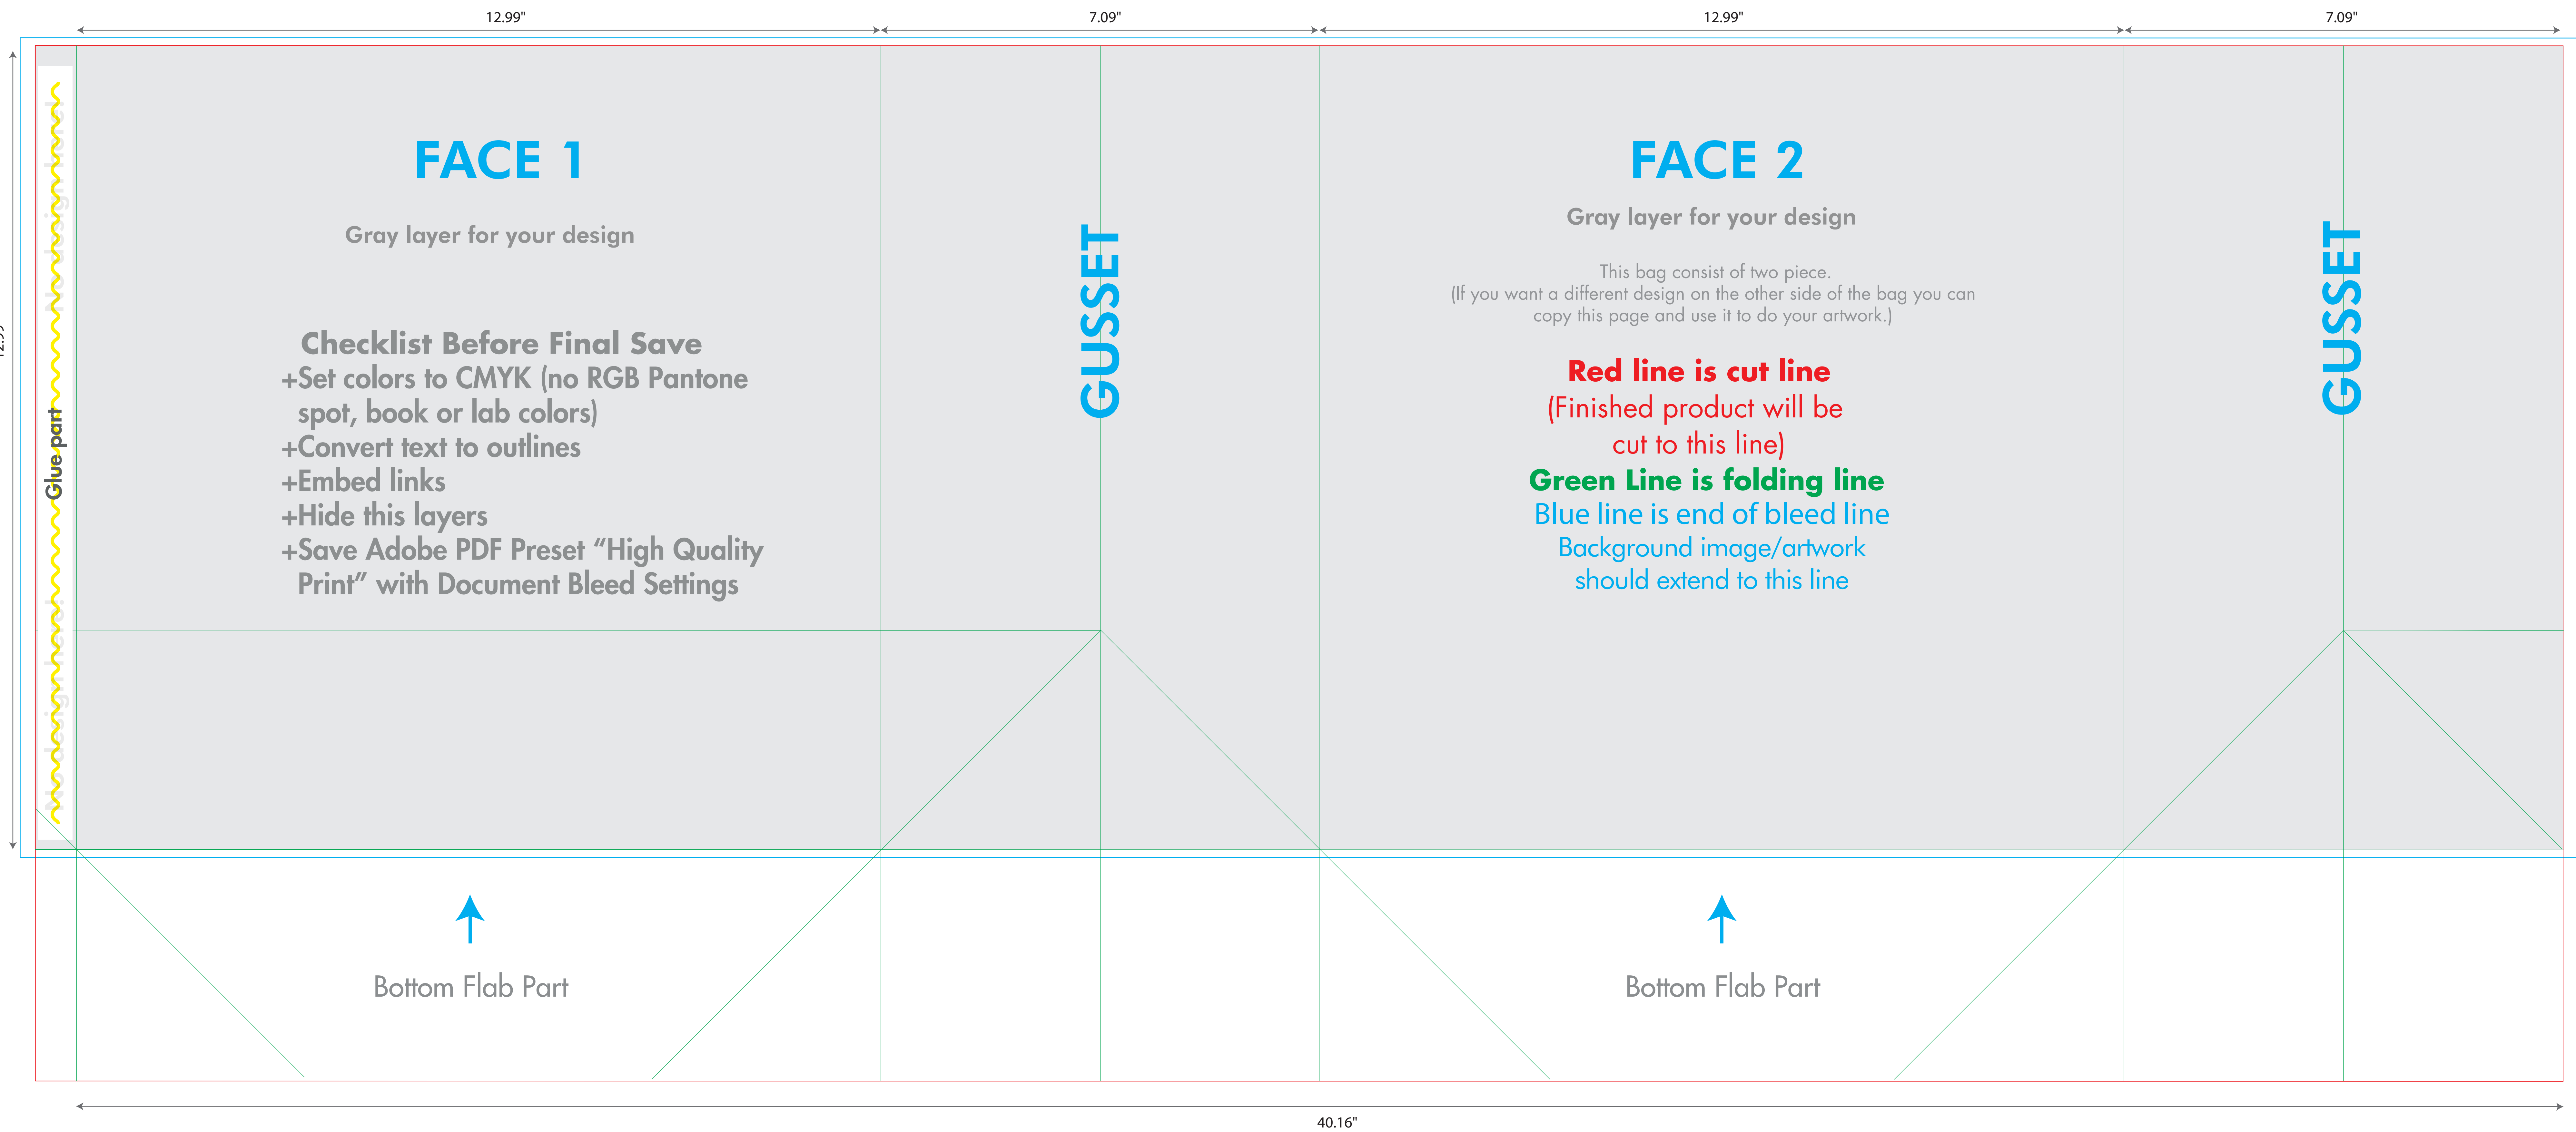 12.99"
7.09"
12.99"
7.09"
FACE 1
Gray layer for your design
Checklist Before Final Save
+Set colors to CMYK (no RGB Pantone
spot, book or lab colors)
+Convert text to outlines
+Embed links
+Hide this layers
+Save Adobe PDF Preset “High Quality
Print” with Document Bleed Settings
No design here!
Glue part
No design here!
GUSSET
FACE 2
Gray layer for your design
This bag consist of two piece.
(If you want a different design on the other side of the bag you can
copy this page and use it to do your artwork.)
Red line is cut line
(Finished product will be
cut to this line)
Green Line is folding line
Blue line is end of bleed line
Background image/artwork
should extend to this line
GUSSET
Bottom Flab Part
Bottom Flab Part
40.16"